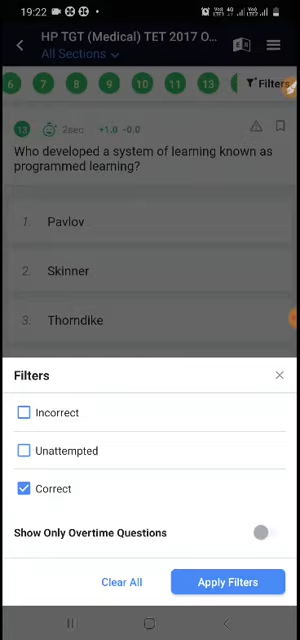 19:22
HP TGT (Medical) TET 2017 O...
All Sections
6 7 8 9 10 11 13 Filters
13 2sec +1.0 -0.0
Who developed a system of learning known as
programmed learning?
1. Pavlov
2. Skinner
3. Thorndike
Filters
Incorrect
Unattempted
Correct
Show Only Overtime Questions
Clear All Apply Filters